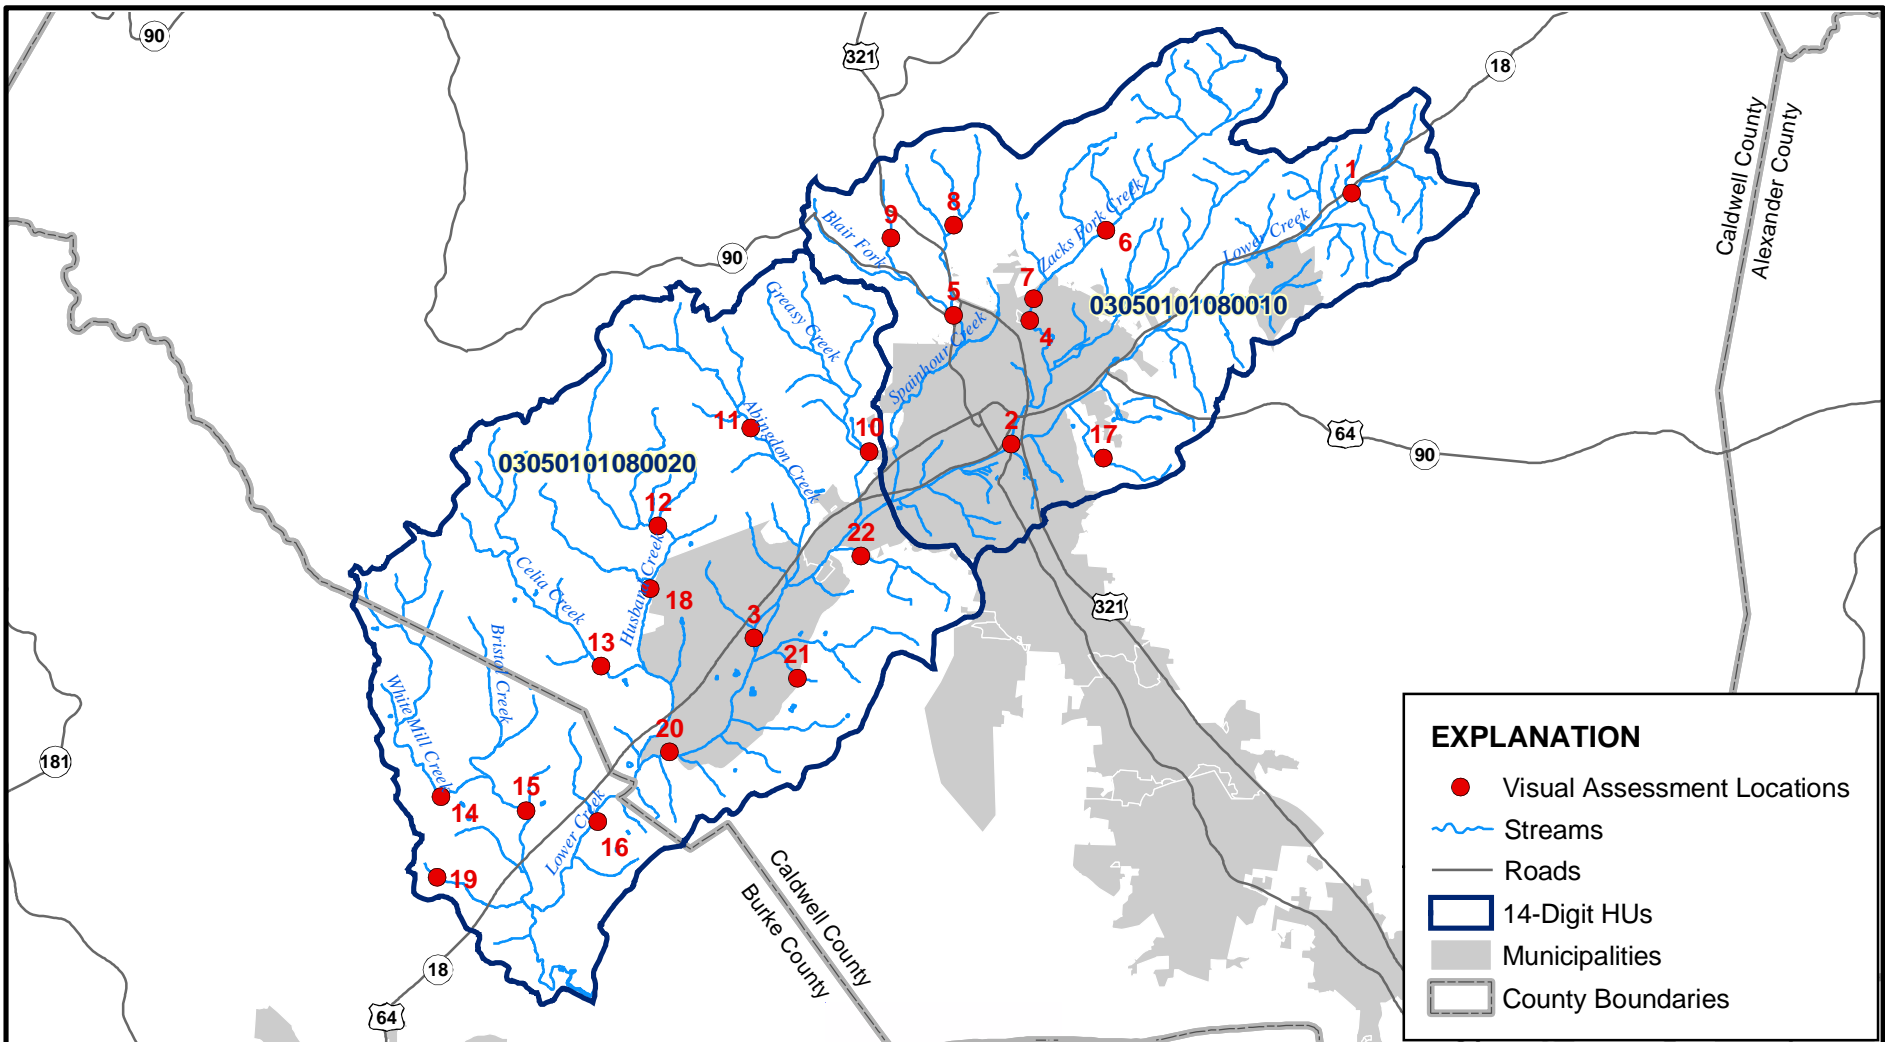 90
321
18
Caldwell County
Alexander County
1
8
9
Blair Fork
Zacks Fork Creek
6
Lower Creek
90
7
5
03050101080010
4
Greasy Creek
Spainhour Creek
11
Abingdon Creek
10
2
17
64
90
03050101080020
12
22
Celia Creek
Husband Creek
18
3
321
13
21
Bristol Creek
White Mill Creek
20
181
15
14
Lower Creek
16
19
Caldwell County
Burke County
18
64
EXPLANATION
Visual Assessment Locations
Streams
Roads
14-Digit HUs
Municipalities
County Boundaries